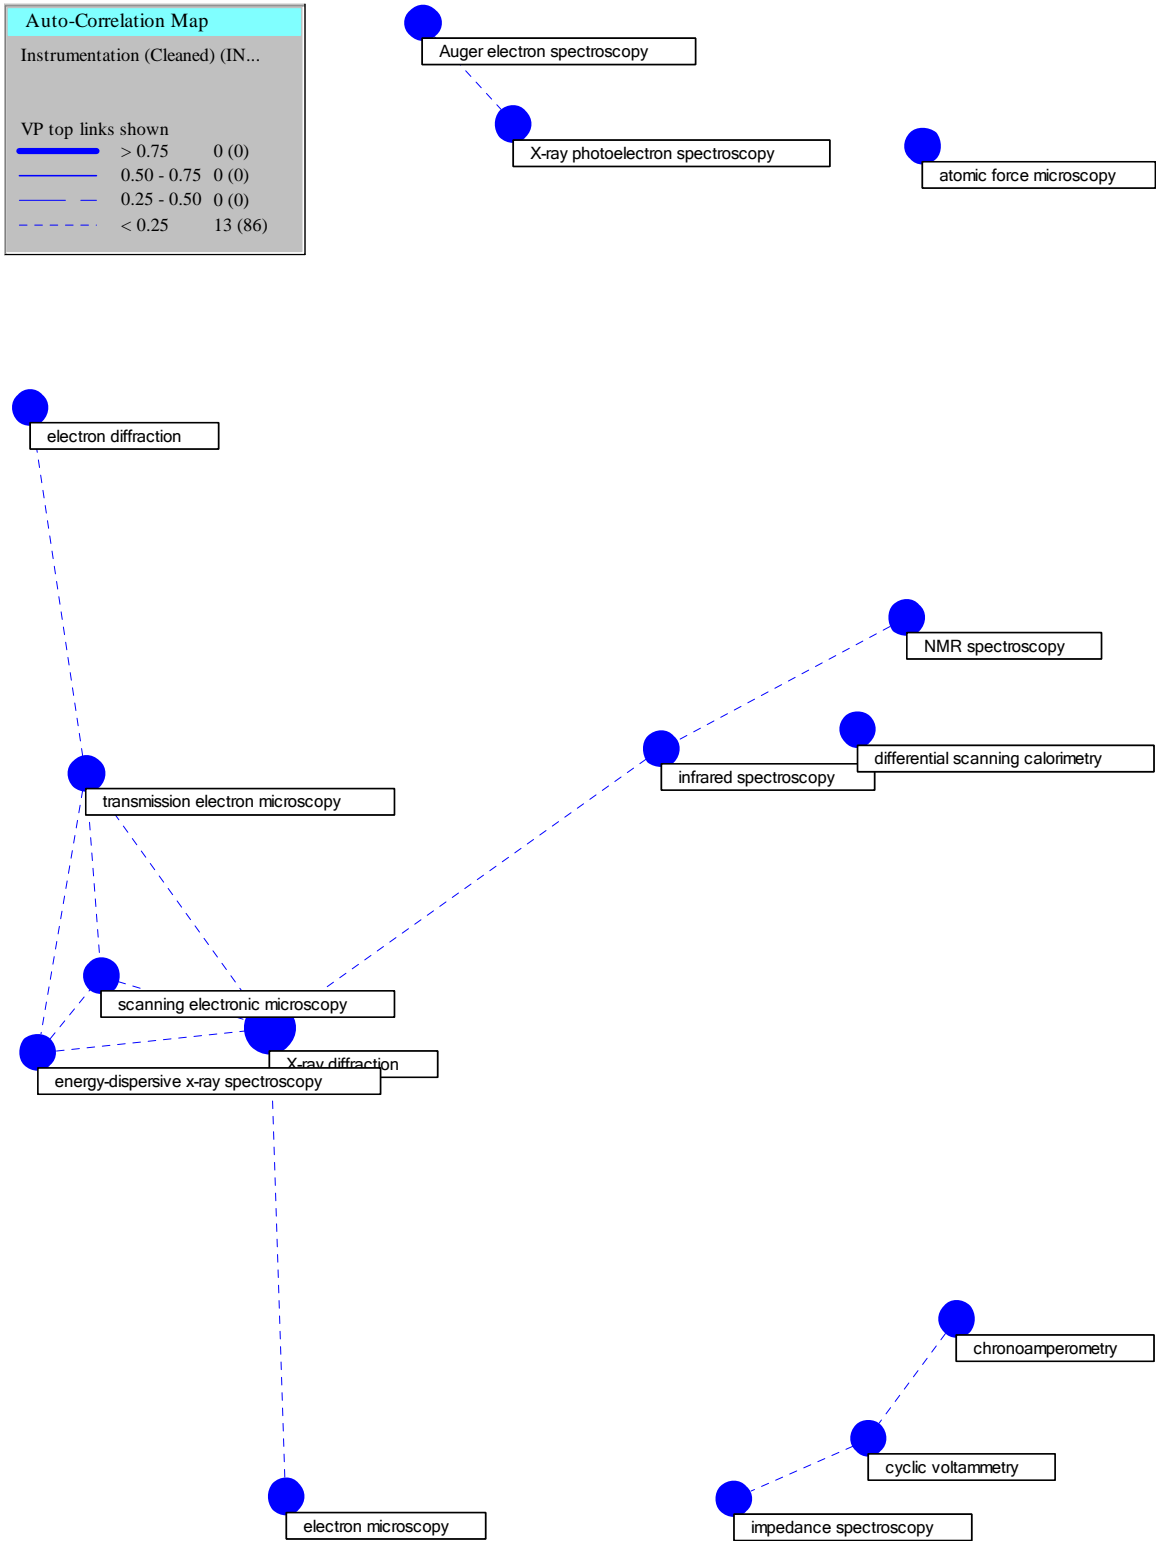 Auto-Correlation Map
Instrumentation (Cleaned) (IN...
VP top links shown
> 0.75 0 (0)
0.50 - 0.75 0 (0)
0.25 - 0.50 0 (0)
< 0.25 13 (86)
Auger electron spectroscopy
X-ray photoelectron spectroscopy
atomic force microscopy
electron diffraction
NMR spectroscopy
differential scanning calorimetry
infrared spectroscopy
transmission electron microscopy
scanning electronic microscopy
X-ray diffraction
energy-dispersive x-ray spectroscopy
chronoamperometry
cyclic voltammetry
electron microscopy
impedance spectroscopy